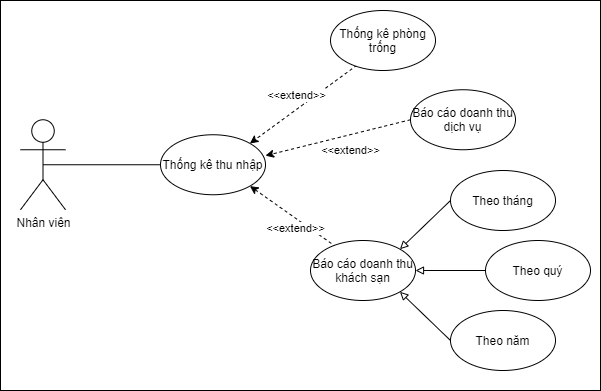 Thống kê phòng
trống
<<extend>>
Báo cáo doanh thu
dịch vụ
<<extend>>
Thống kê thu nhập
Nhân viên
Theo tháng
<<extend>>
Báo cáo doanh thu
khách sạn
Theo quý
Theo năm